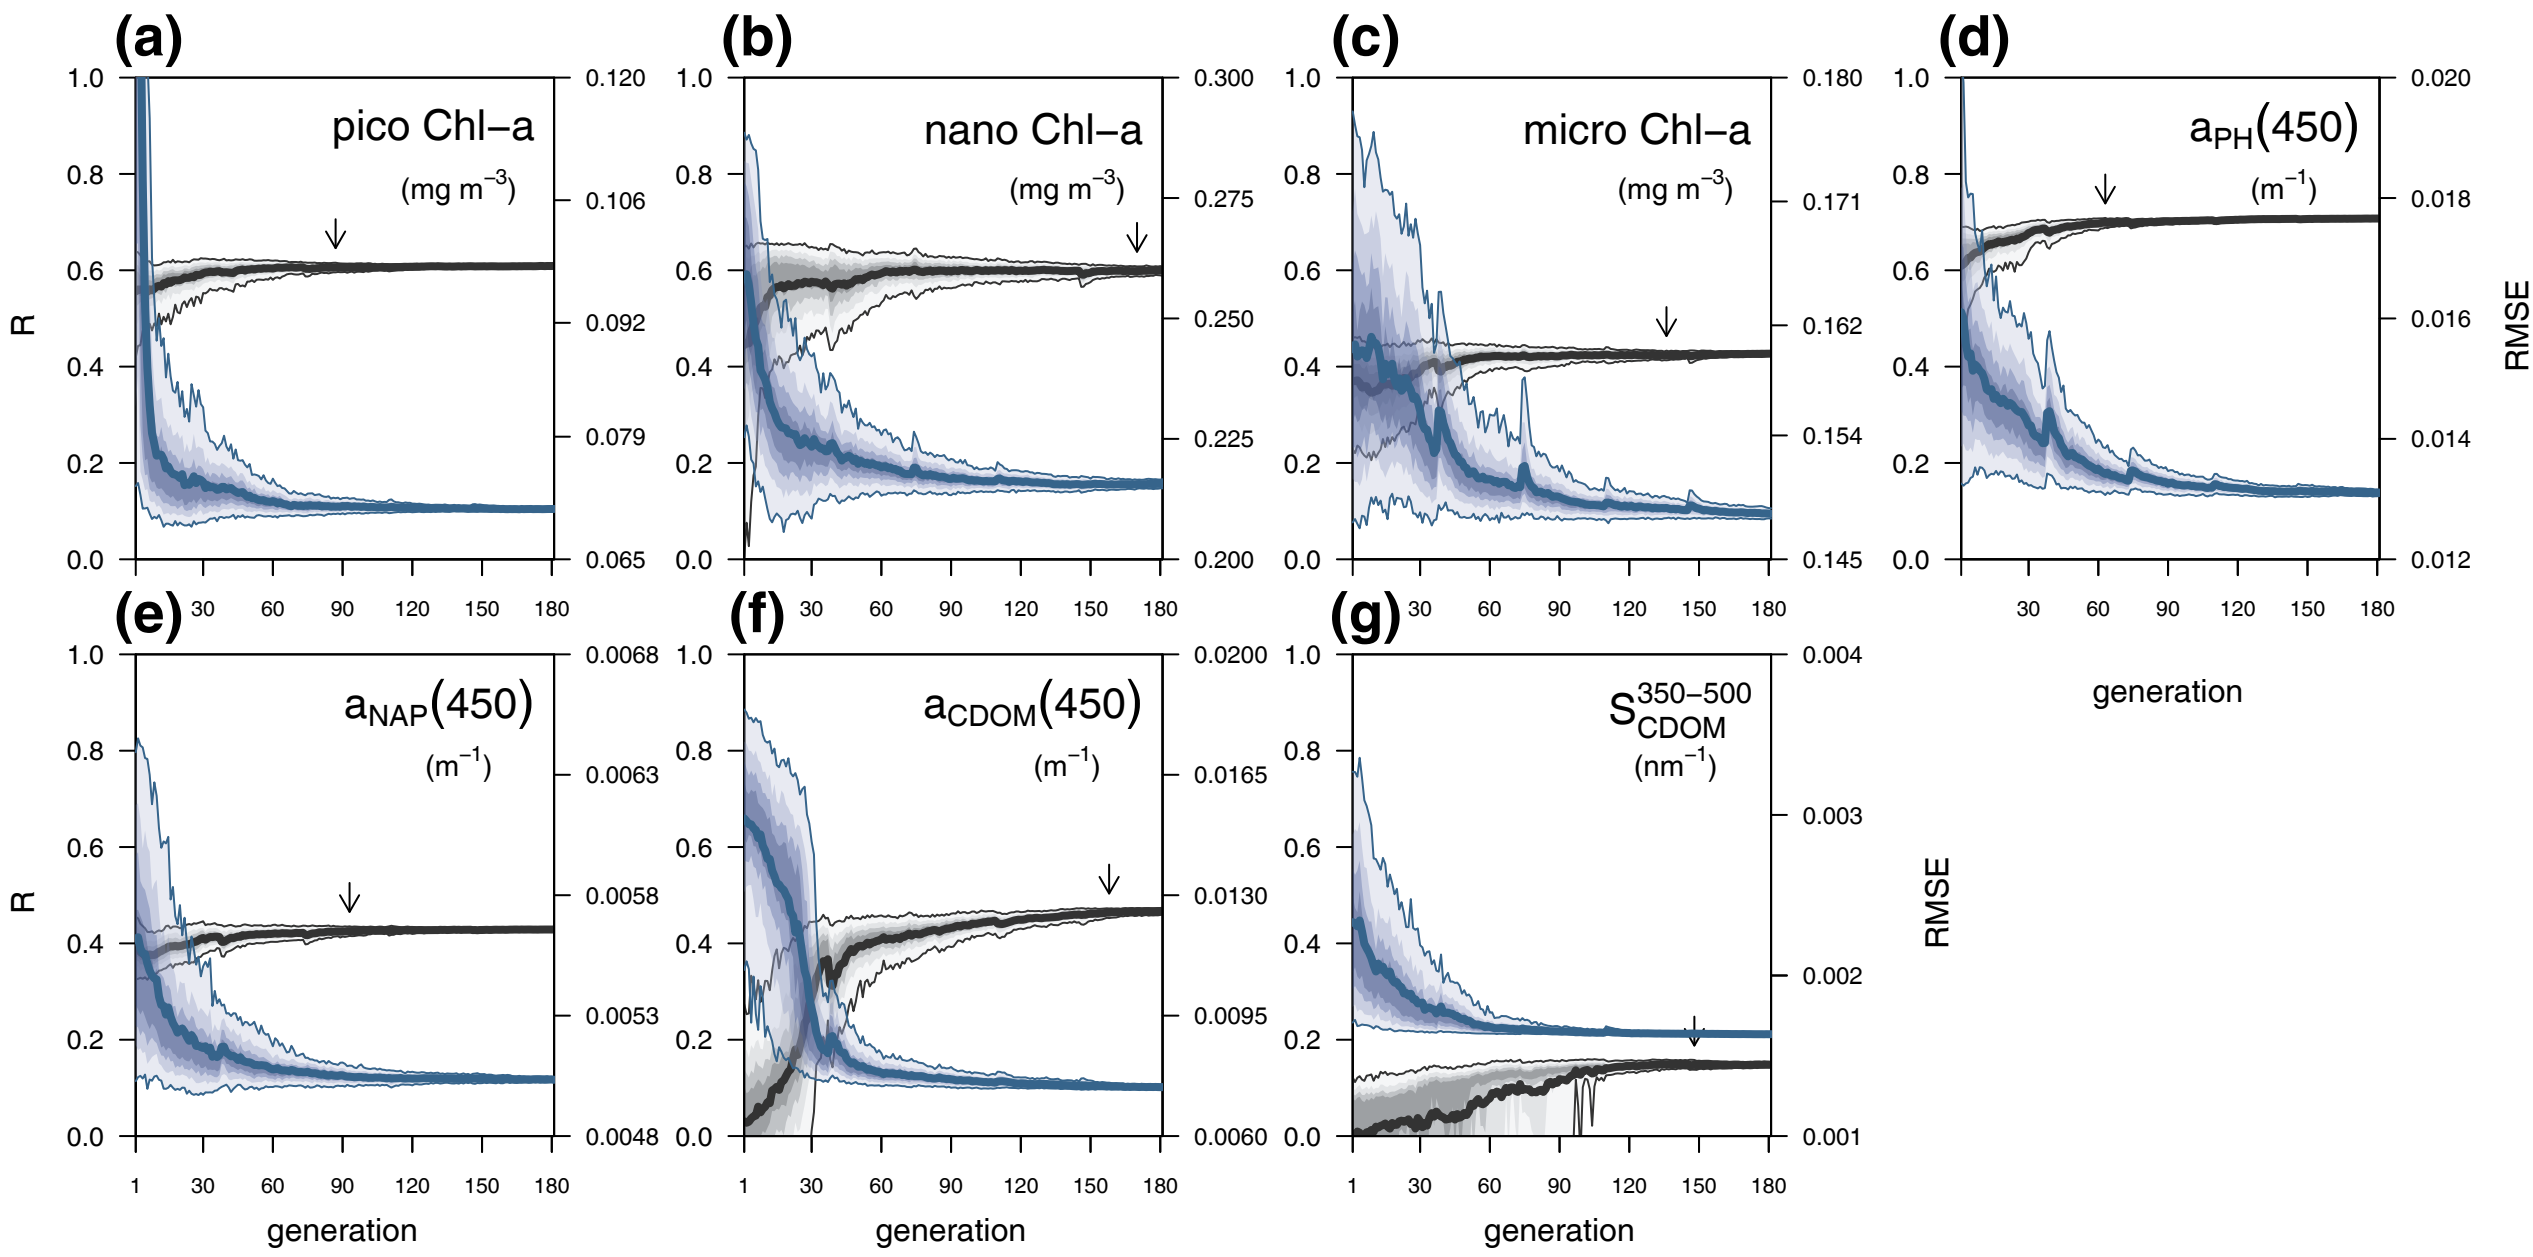 (a) (b) (c) (d)
1.0 0.8 0.6 0.4 0.2 0.0
R
pico Chl−a
(mg m−3)
0.120 0.106 0.092 0.079 0.065
1.0 0.8 0.6 0.4 0.2 0.0
nano Chl−a
(mg m−3)
0.300 0.275 0.250 0.225 0.200
1.0 0.8 0.6 0.4 0.2 0.0
micro Chl−a
(mg m−3)
0.180 0.171 0.162 0.154 0.145
1.0 0.8 0.6 0.4 0.2 0.0
aPH(450)
(m−1)
0.020 0.018 0.016 0.014 0.012
RMSE
30 60 90 120 150 180
30 60 90 120 150 180
30 60 90 120 150 180
30 60 90 120 150 180
generation
(e) (f) (g)
1.0 0.8 0.6 0.4 0.2 0.0
R
aNAP(450)
(m−1)
0.0068 0.0063 0.0058 0.0053 0.0048
1.0 0.8 0.6 0.4 0.2 0.0
aCDOM(450)
(m−1)
0.0200 0.0165 0.0130 0.0095 0.0060
1.0 0.8 0.6 0.4 0.2 0.0
S350−500CDOM
(nm−1)
0.004 0.003 0.002 0.001
RMSE
1 30 60 90 120 150 180
1 30 60 90 120 150 180
1 30 60 90 120 150 180
generation
generation
generation